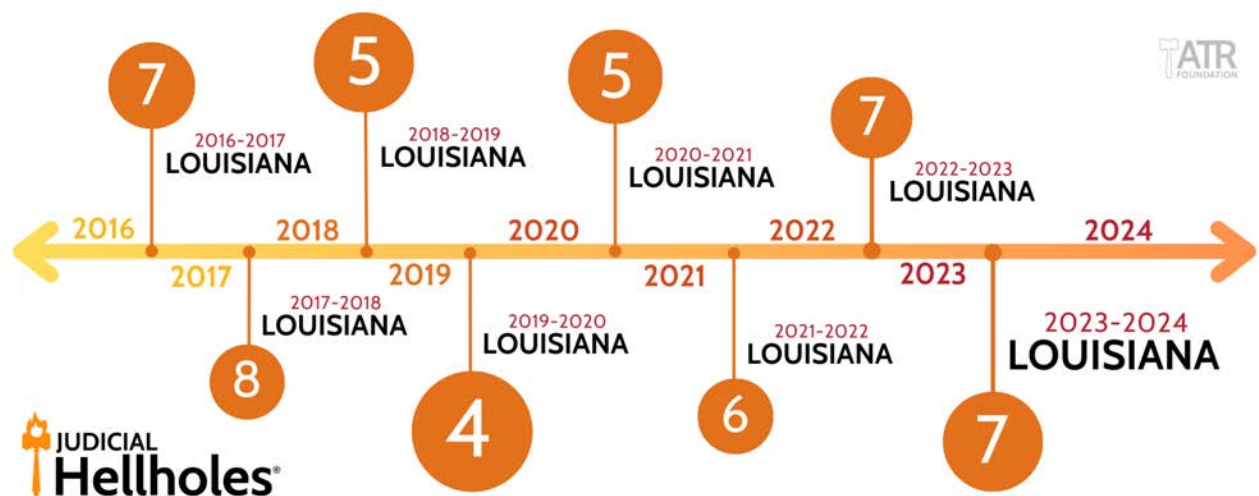 7
2016-2017
LOUISIANA
5
2018-2019
LOUISIANA
5
2020-2021
LOUISIANA
7
2022-2023
LOUISIANA
ATR
FOUNDATION
2016
2018
2020
2022
2024
2017
2019
2021
2023
2017-2018
LOUISIANA
8
2019-2020
LOUISIANA
4
2021-2022
LOUISIANA
6
2023-2024
LOUISIANA
7
JUDICIAL
Hellholes®